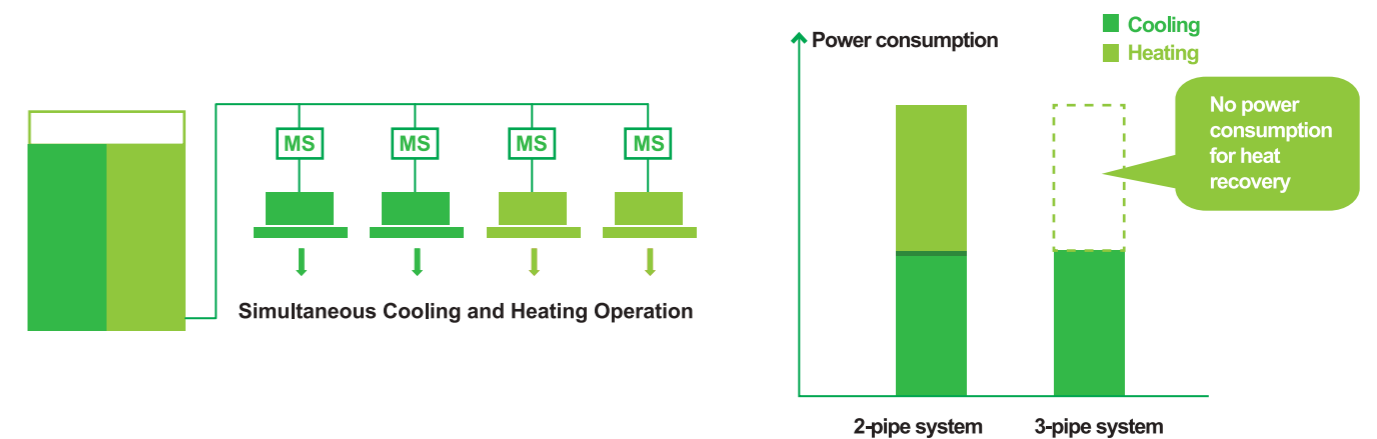 MS
MS
MS
MS
Simultaneous Cooling and Heating Operation
Power consumption
Cooling
Heating
No power
consumption
for heat
recovery
2-pipe system
3-pipe system